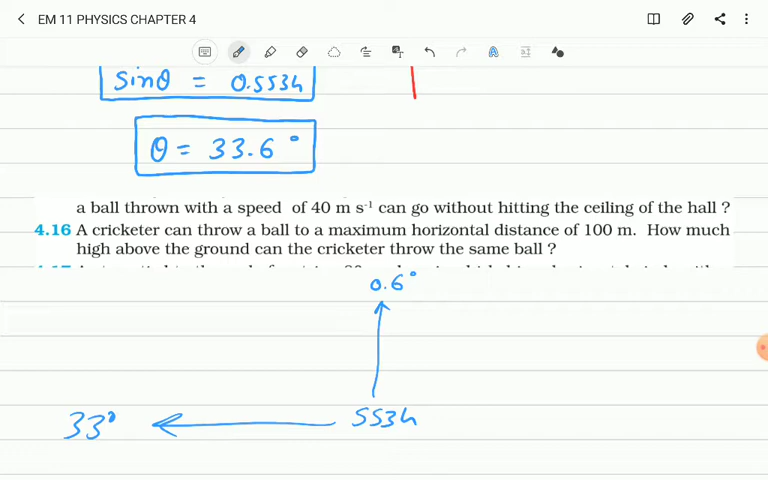 EM 11 PHYSICS CHAPTER 4
sinθ = 0.5534
θ = 33.6°
a ball thrown with a speed of 40 m s⁻¹ can go without hitting the ceiling of the hall ?
4.16 A cricketer can throw a ball to a maximum horizontal distance of 100 m. How much
high above the ground can the cricketer throw the same ball ?
0.6°
33° 5534